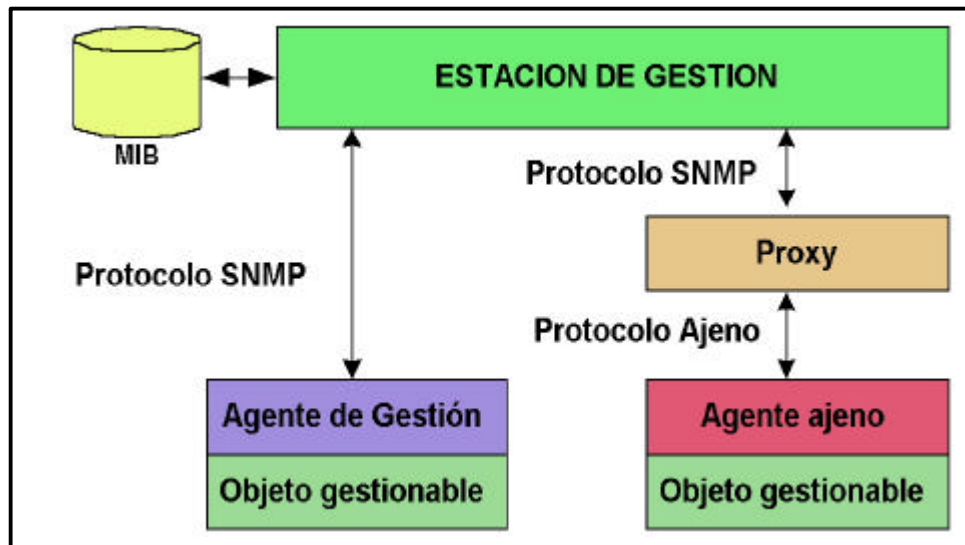 ESTACION DE GESTION
MIB
Protocolo SNMP
Proxy
Protocolo SNMP
Protocolo Ajeno
Agente de Gestión
Agente ajeno
Objeto gestionable
Objeto gestionable